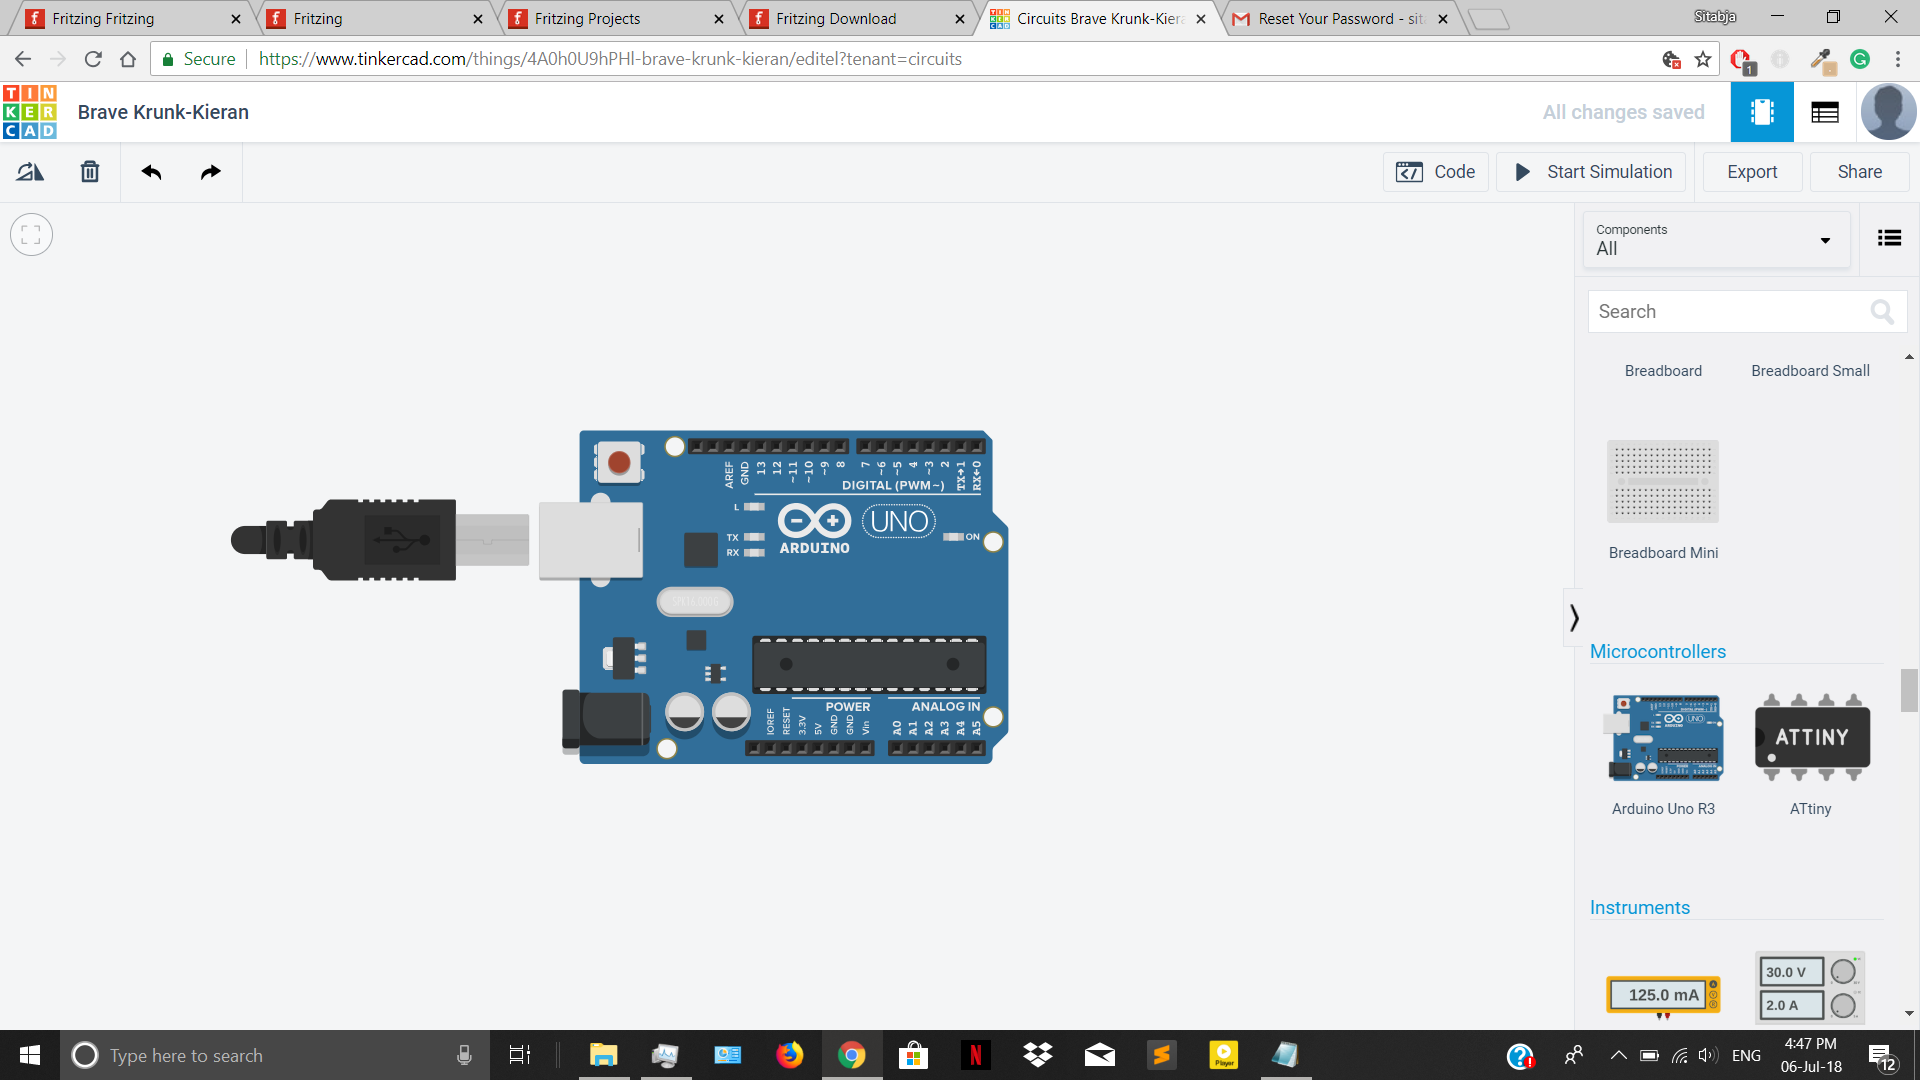 Fritzing Fritzing
Fritzing
Fritzing Projects
Fritzing Download
Circuits Brave Krunk-Kiera
Reset Your Password - sit
Sitabja
Secure
https://www.tinkercad.com/things/4A0h0U9hPHl-brave-krunk-kieran/editel?tenant=circuits
1
TIN
KER
CAD
Brave Krunk-Kieran
All changes saved
Code
Start Simulation
Export
Share
Components
All
Search
Breadboard
Breadboard Small
Breadboard Mini
Microcontrollers
ATTINY
Arduino Uno R3
ATtiny
Instruments
125.0 mA
30.0 V
2.0 A
AREF
GND
13
12
~11
~10
~9
8
7
~6
~5
4
~3
2
TX→1
RX←0
DIGITAL (PWM~)
L
TX
RX
ARDUINO
UNO
ON
POWER
ANALOG IN
IOREF
RESET
3.3V
5V
GND
GND
Vin
A0
A1
A2
A3
A4
A5
Type here to search
Player
ENG
4:47 PM
06-Jul-18
12